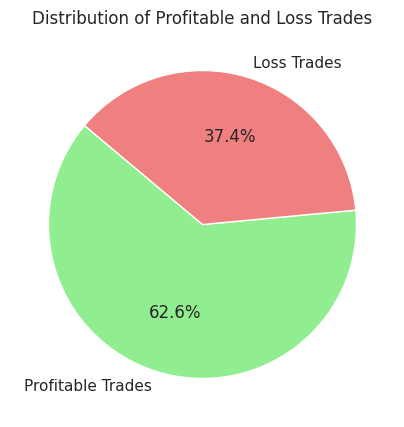 Distribution of Profitable and Loss Trades
Loss Trades
37.4%
62.6%
Profitable Trades